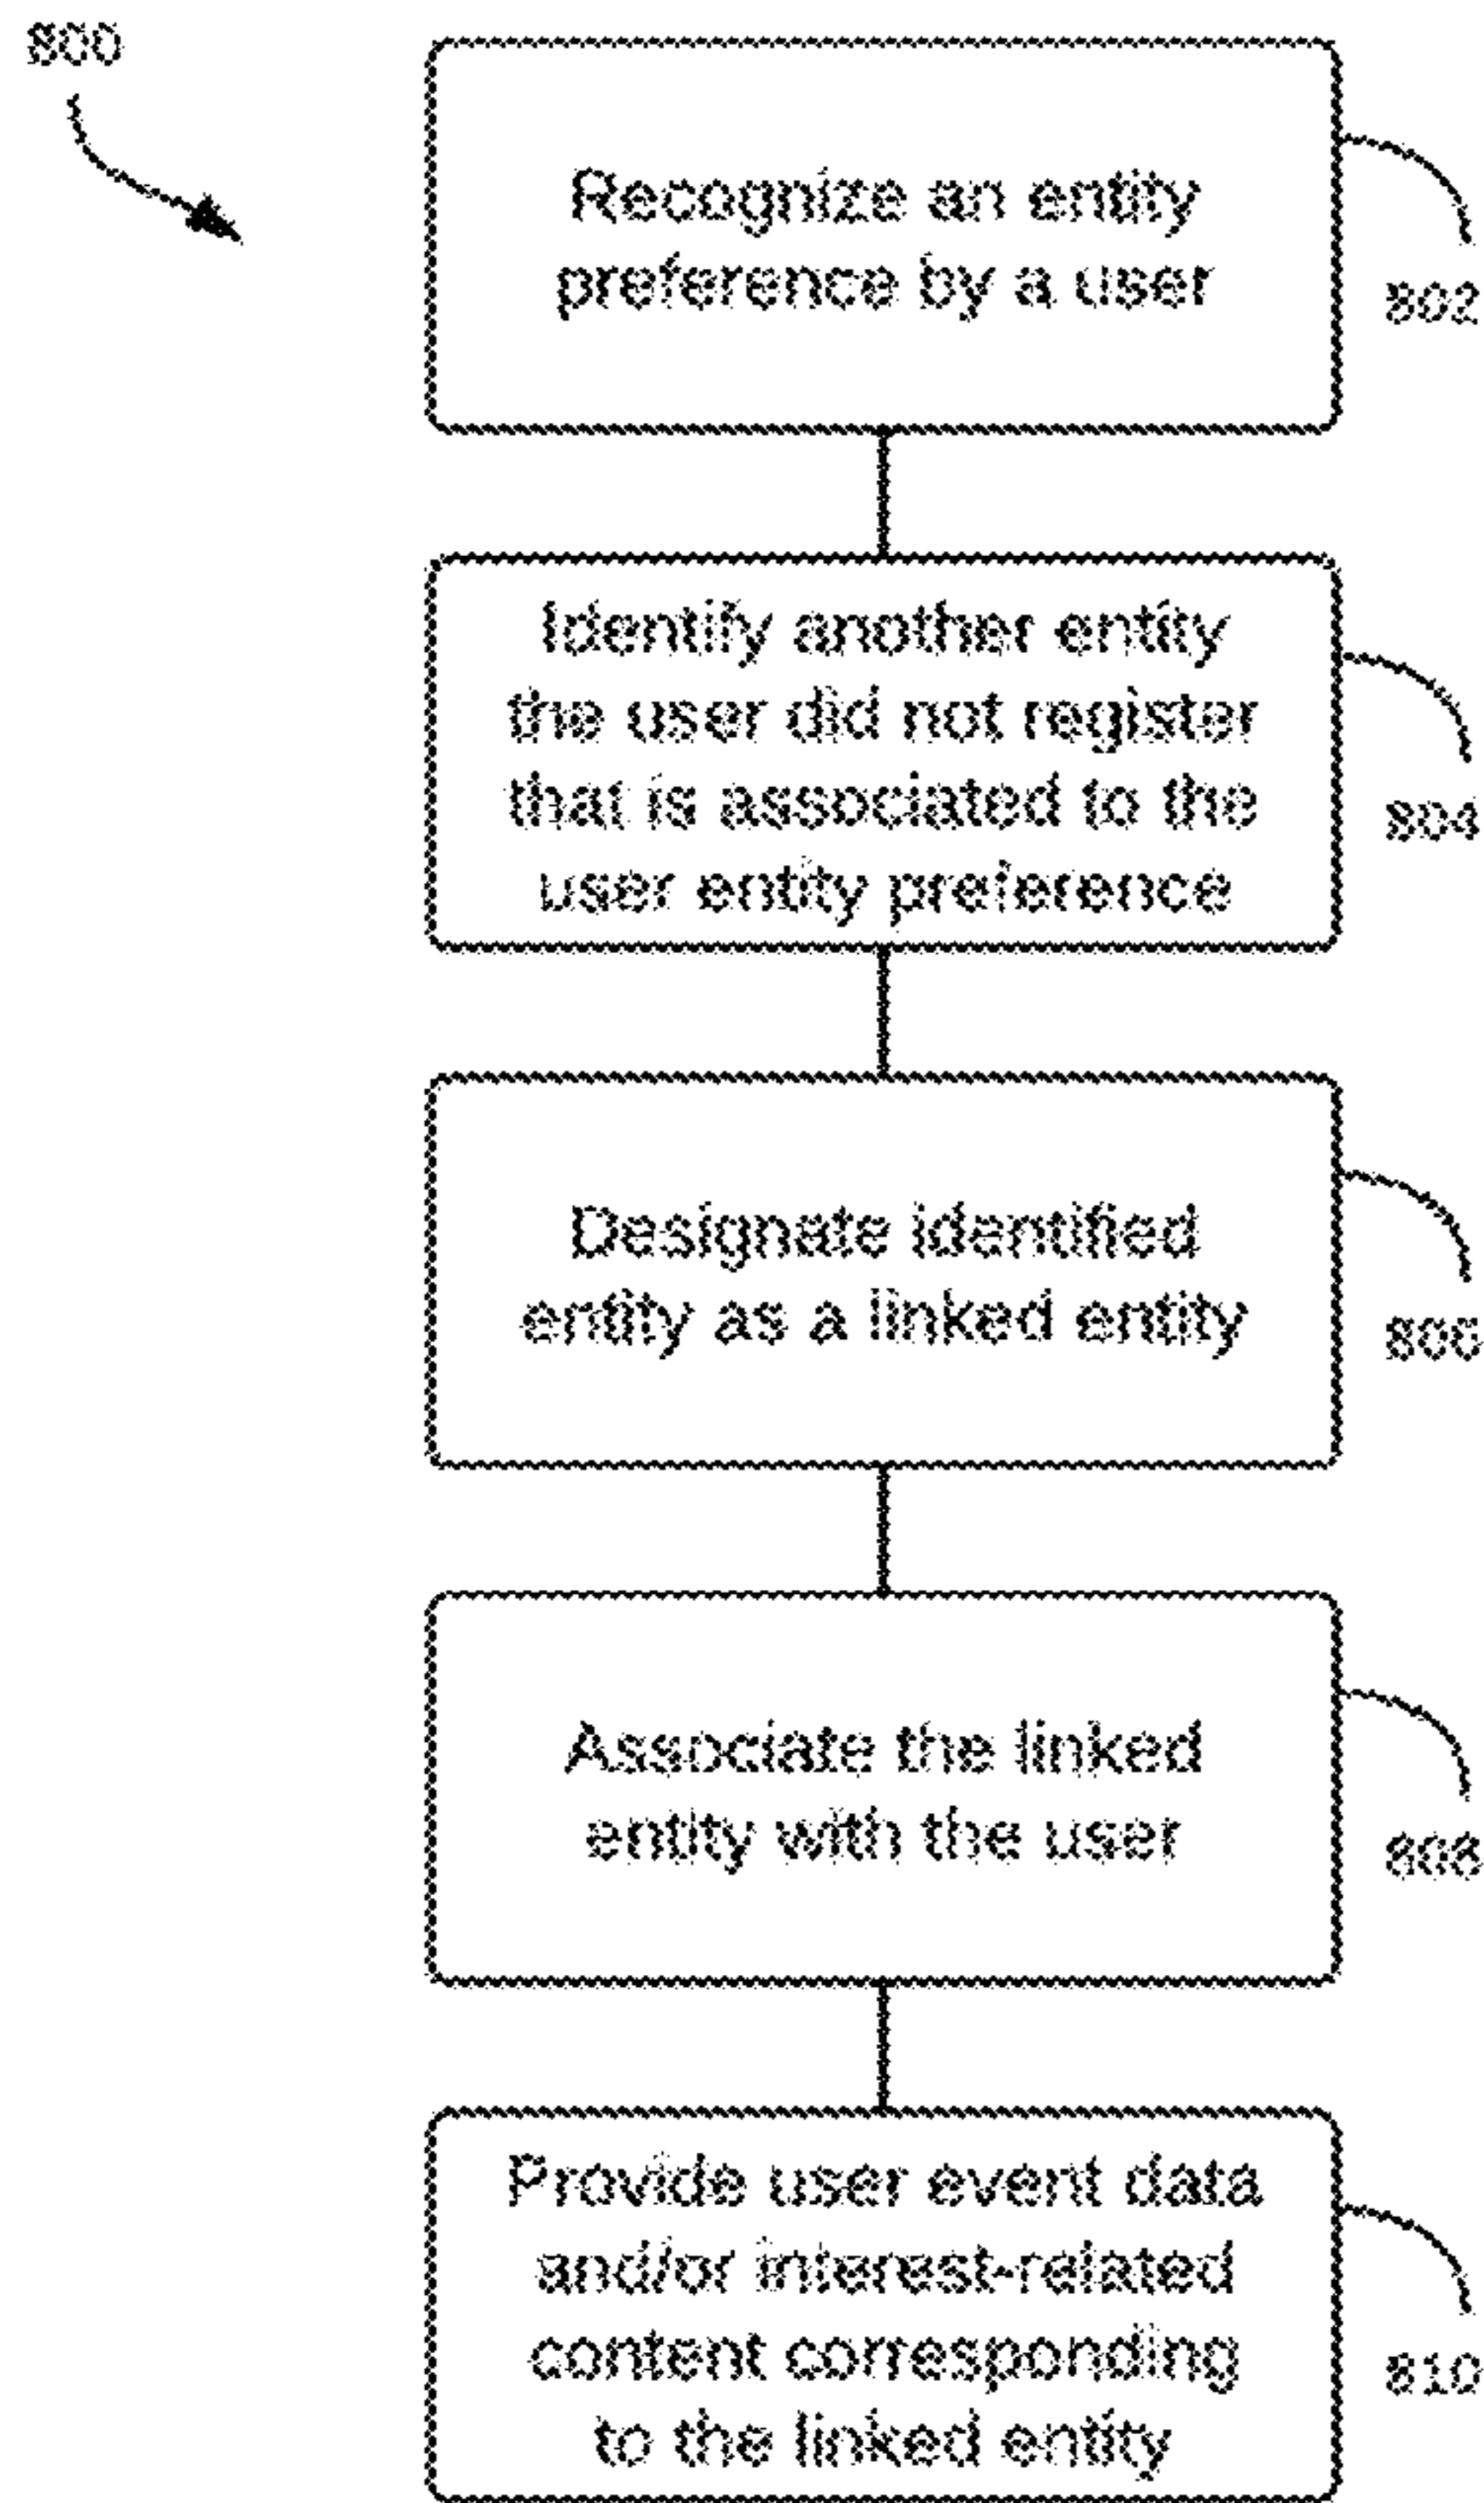 800
Recognize an entity
preference by a user
802
Identify another entity
the user did not register
that is associated to the
user entity preference
804
Designate identified
entity as a linked entity
806
Associate the linked
entity with the user
808
Provide user event data
and/or interest-related
content corresponding
to the linked entity
810